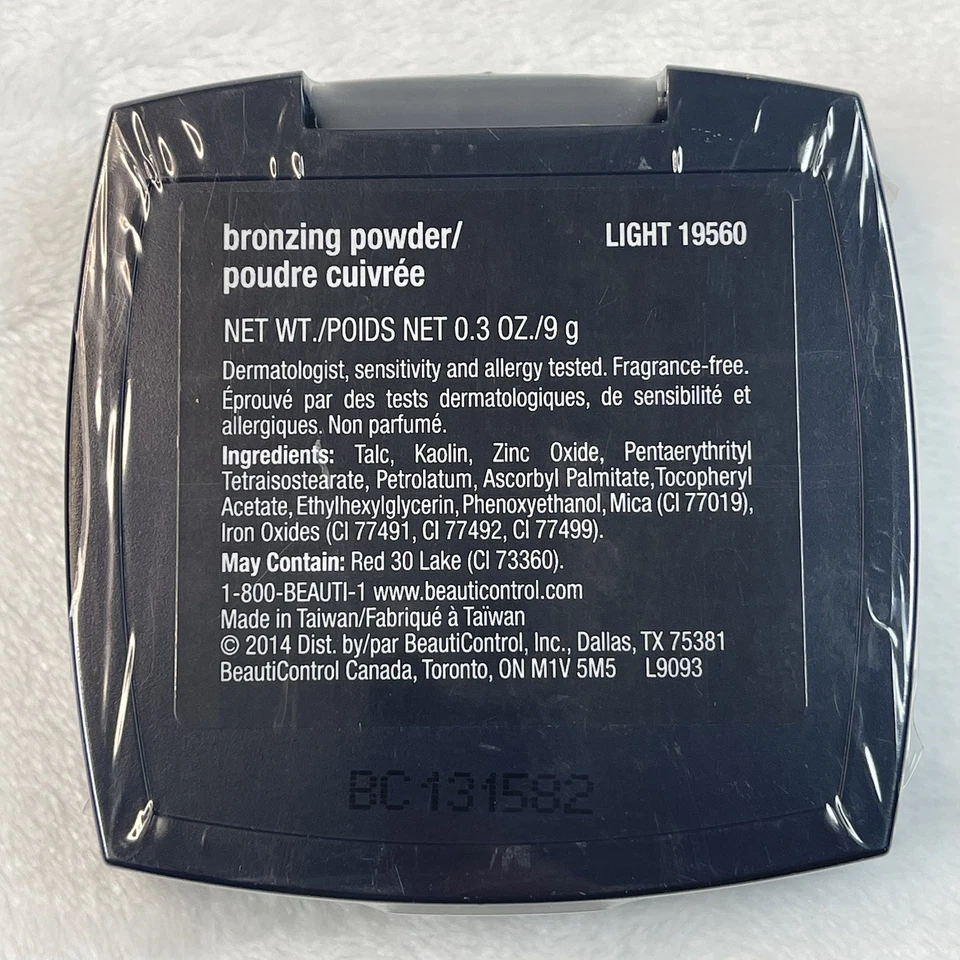 bronzing powder/ LIGHT 19560
poudre cuivrée
NET WT./POIDS NET 0.3 OZ./9 g
Dermatologist, sensitivity and allergy tested. Fragrance-free.
Éprouvé par des tests dermatologiques, de sensibilité et
allergiques. Non parfumé.
Ingredients: Talc, Kaolin, Zinc Oxide, Pentaerythrityl
Tetraisostearate, Petrolatum, Ascorbyl Palmitate, Tocopheryl
Acetate, Ethylhexylglycerin, Phenoxyethanol, Mica (CI 77019),
Iron Oxides (CI 77491, CI 77492, CI 77499).
May Contain: Red 30 Lake (CI 73360).
1-800-BEAUTI-1 www.beauticontrol.com
Made in Taiwan/Fabriqué à Taïwan
© 2014 Dist. by/par BeautiControl, Inc., Dallas, TX 75381
BeautiControl Canada, Toronto, ON M1V 5M5 L9093
BC131582